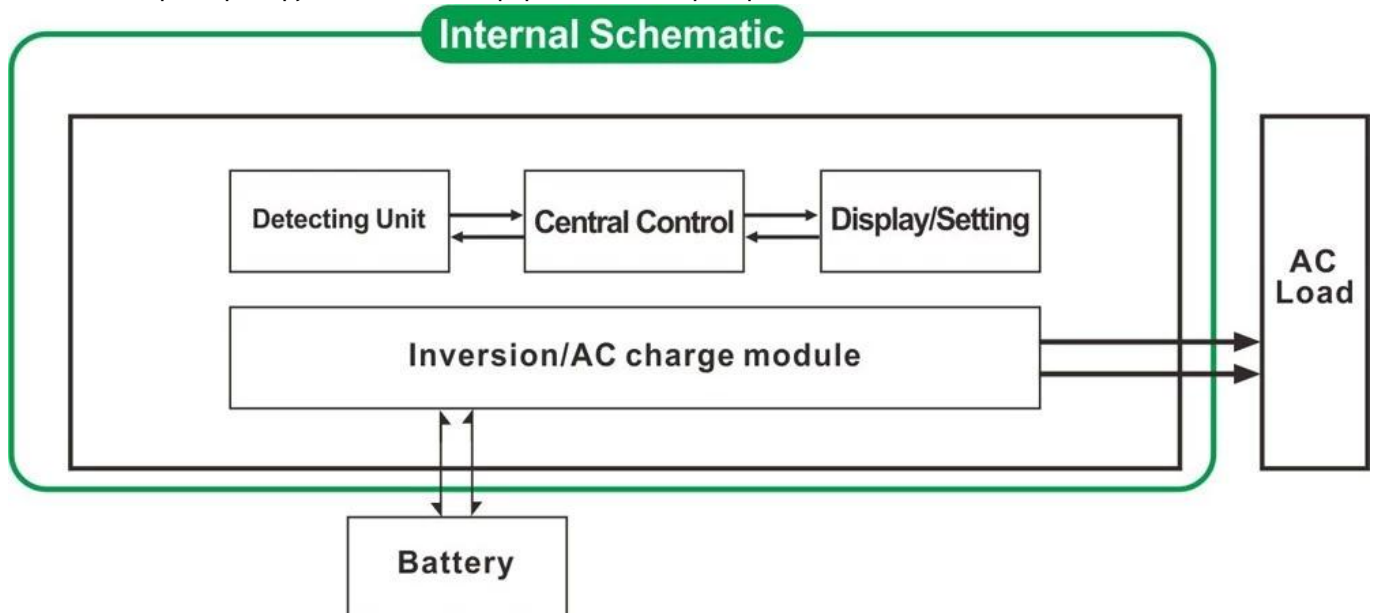 Internal Schematic
Detecting Unit
Central Control
Display/Setting
AC
Load
Inversion/AC charge module
Battery